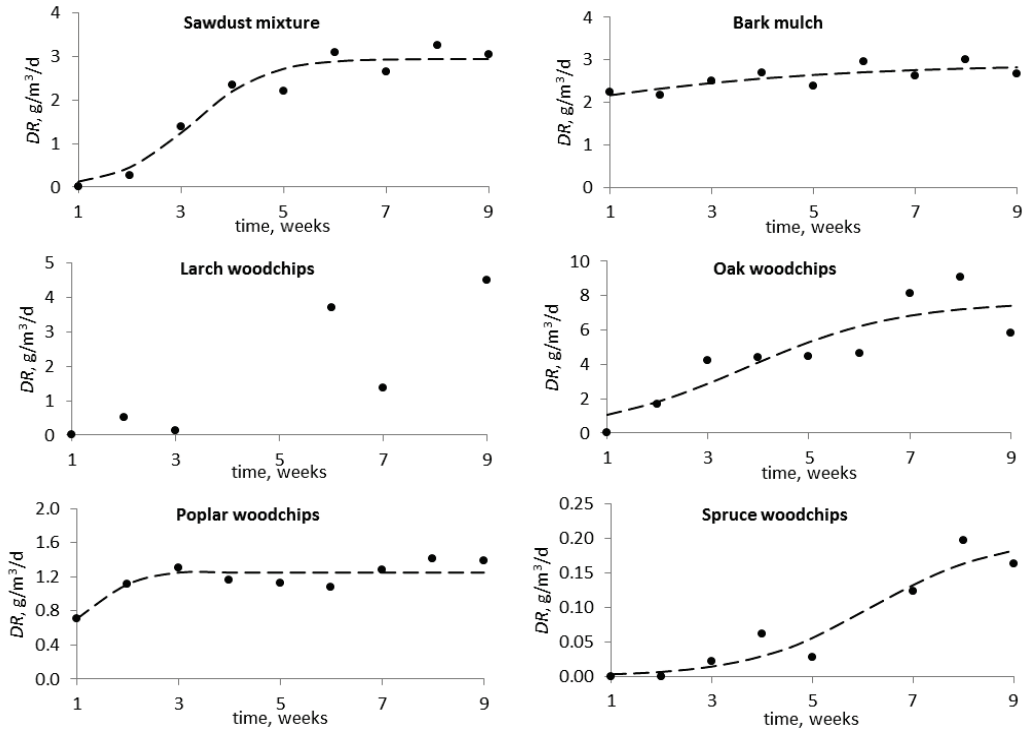 Sawdust mixture
DR, g/m³/d
4
3
2
1
0
1 3 5 7 9
time, weeks
Bark mulch
DR, g/m³/d
4
3
2
1
0
1 3 5 7 9
time, weeks
Larch woodchips
DR, g/m³/d
5
4
3
2
1
0
1 3 5 7 9
time, weeks
Oak woodchips
DR, g/m³/d
10
8
6
4
2
0
1 3 5 7 9
time, weeks
Poplar woodchips
DR, g/m³/d
2.0
1.6
1.2
0.8
0.4
0.0
1 3 5 7 9
time, weeks
Spruce woodchips
DR, g/m³/d
0.25
0.20
0.15
0.10
0.05
0.00
1 3 5 7 9
time, weeks